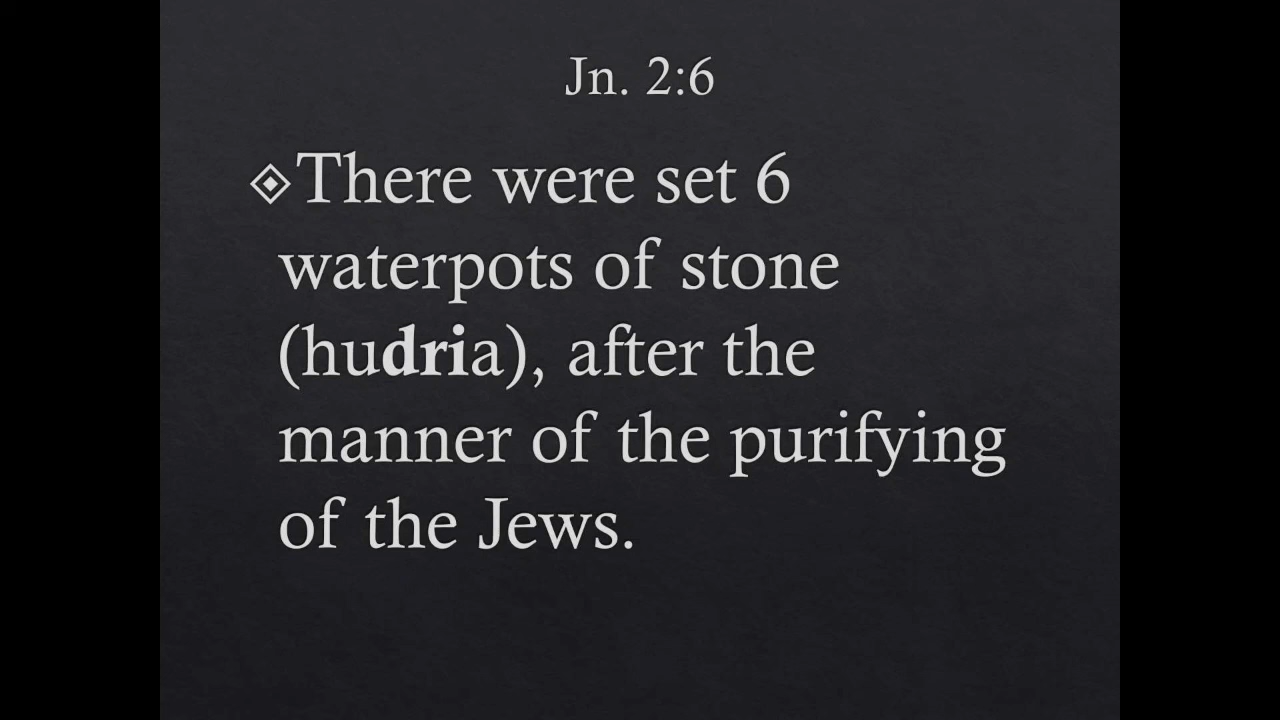 Jn. 2:6
There were set 6
waterpots of stone
(hudria), after the
manner of the purifying
of the Jews.